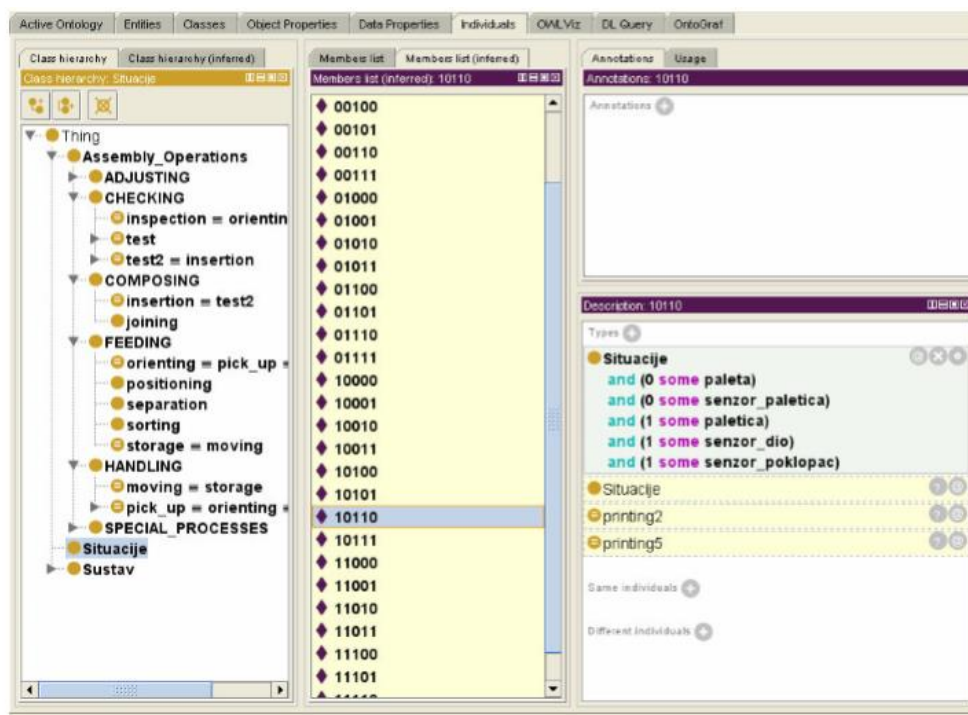 Active Ontology Entities Classes Object Properties Data Properties Individuals OWLViz DL Query OntoGraf
Class hierarchy Class hierarchy (inferred)
Class hierarchy: Situacije
Thing
Assembly_Operations
ADJUSTING
CHECKING
inspection ≡ orientin
test
test2 ≡ insertion
COMPOSING
insertion ≡ test2
joining
FEEDING
orienting ≡ pick_up ≡
positioning
separation
sorting
storage ≡ moving
HANDLING
moving ≡ storage
pick_up ≡ orienting ≡
SPECIAL_PROCESSES
Situacije
Sustav
Members list Members list (inferred)
Members list (inferred): 10110
00100
00101
00110
00111
01000
01001
01010
01011
01100
01101
01110
01111
10000
10001
10010
10011
10100
10101
10110
10111
11000
11001
11010
11011
11100
11101
Annotations Usage
Annotations: 10110
Annotations
Description: 10110
Types
Situacije
and (0 some paleta)
and (0 some senzor_paletica)
and (1 some paletica)
and (1 some senzor_dio)
and (1 some senzor_poklopac)
Situacije
printing2
printing5
Same individuals
Different individuals